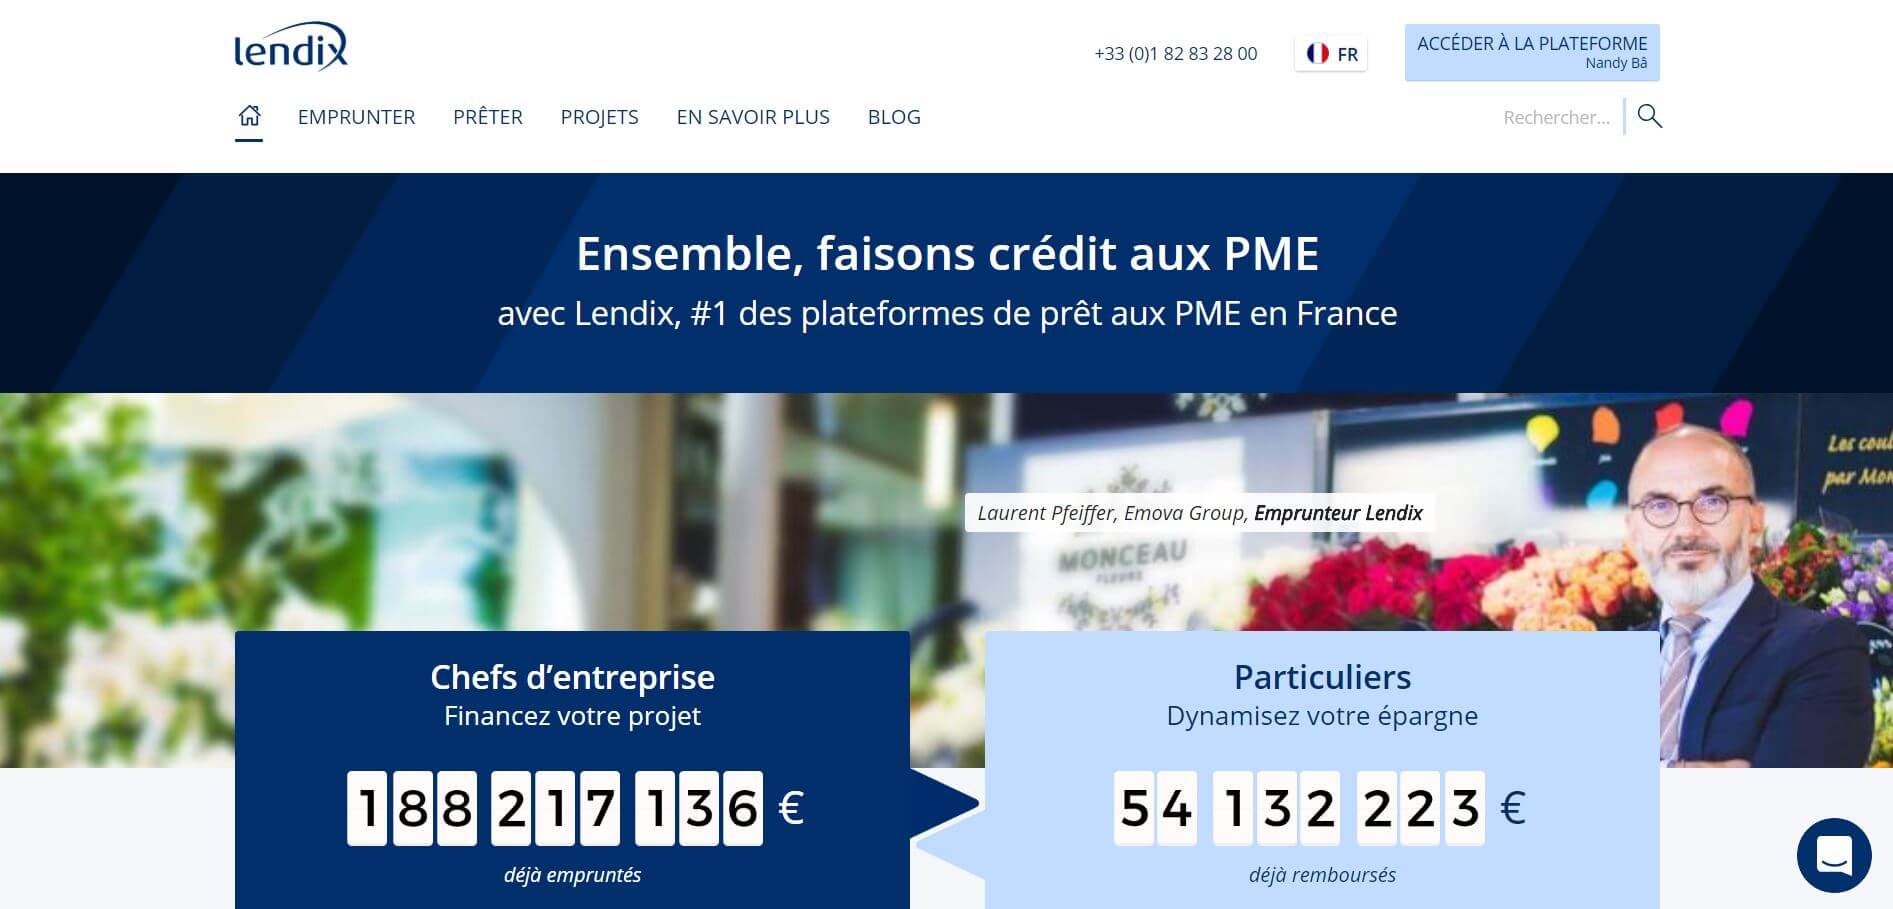 lendix
+33 (0)1 82 83 28 00
FR
ACCÉDER À LA PLATEFORME
Nandy Bâ
EMPRUNTER PRÊTER PROJETS EN SAVOIR PLUS BLOG
Rechercher...
Ensemble, faisons crédit aux PME
avec Lendix, #1 des plateformes de prêt aux PME en France
Les
par
Laurent Pfeiffer, Emova Group, Emprunteur Lendix
MONCEAU
FLEURS
Chefs d’entreprise
Financez votre projet
188 217 136 €
déjà empruntés
Particuliers
Dynamisez votre épargne
54 132 223 €
déjà remboursés